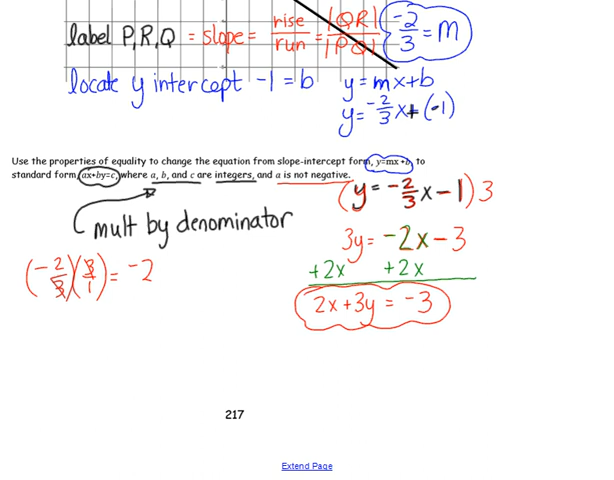 label P,R,Q = slope = rise/run = |QR|/|PQ| { -2/3 = m
locate y intercept -1 = b y = mx+b
y = -2/3 x + (-1)
Use the properties of equality to change the equation from slope-intercept form, y=mx +b, to
standard form, ax+by=c, where a, b, and c are integers, and a is not negative.
(y = -2/3 x - 1) 3
mult by denominator
3y = -2x - 3
(-2/3)(3/1) = -2
+2x +2x
2x + 3y = -3
217
Extend Page